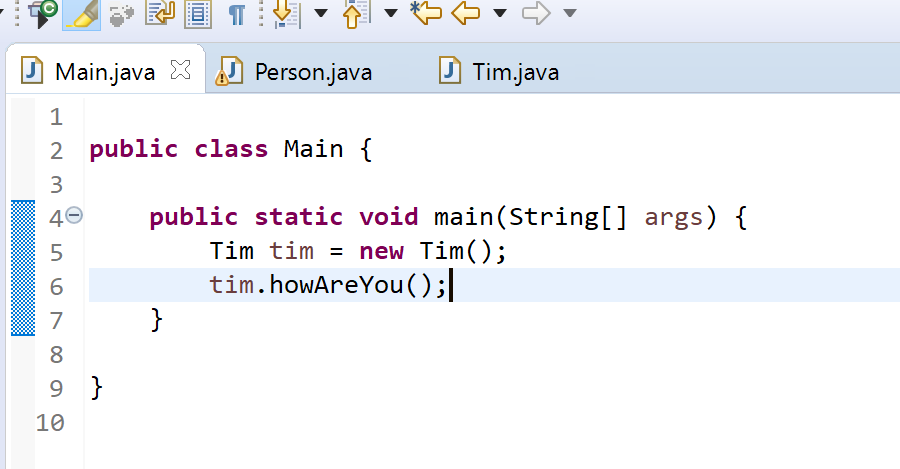 Main.java
Person.java
Tim.java
1
2 public class Main {
3
4 public static void main(String[] args) {
5 Tim tim = new Tim();
6 tim.howAreYou();
7 }
8
9 }
10